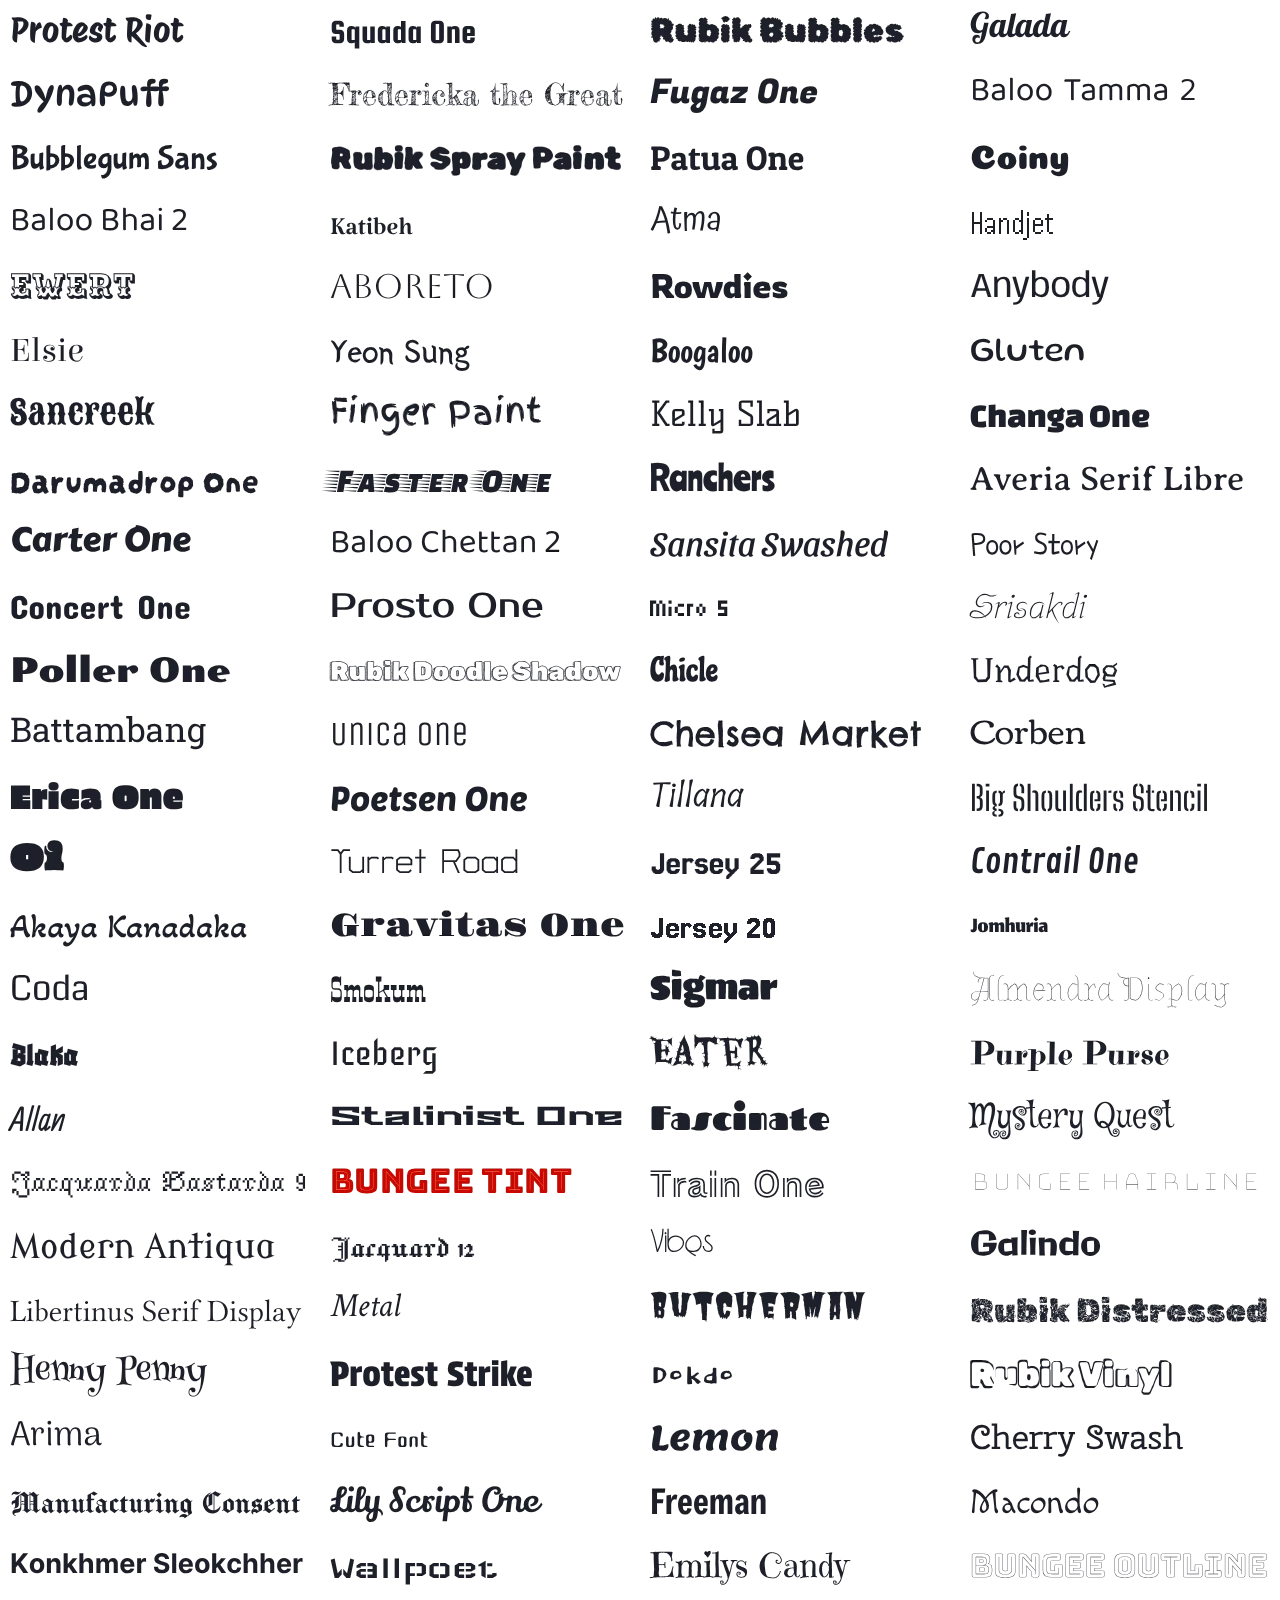 Protest Riot Squada One Rubik Bubbles Galada
DynaPuff Fredericka the Great Fugaz One Baloo Tamma 2
Bubblegum Sans Rubik Spray Paint Patua One Coiny
Baloo Bhai 2 Katibeh Atma Handjet
EWERT ABORETO Rowdies Anybody
Elsie Yeon Sung Boogaloo Gluten
Sancreek Finger Paint Kelly Slab Changa One
Darumadrop One Faster One Ranchers Averia Serif Libre
Carter One Baloo Chettan 2 Sansita Swashed Poor Story
Concert One Prosto One Micro 5 Srisakdi
Poller One Rubik Doodle Shadow Chicle Underdog
Battambang Unica One Chelsea Market Corben
Erica One Poetsen One Tillana Big Shoulders Stencil
Oi Turret Road Jersey 25 Contrail One
Akaya Kanadaka Gravitas One Jersey 20 Jomhuria
Coda Smokum Sigmar Almendra Display
Blaka Iceberg EATER Purple Purse
Allan Stalinist One Fascinate Mystery Quest
Jacquarda Bastarda 9 BUNGEE TINT Train One BUNGEE HAIRLINE
Modern Antiqua Jacquard 12 Vibes Galindo
Libertinus Serif Display Metal BUTCHERMAN Rubik Distressed
Henny Penny Protest Strike Dokdo Rubik Vinyl
Arima Cute Font Lemon Cherry Swash
Manufacturing Consent Lily Script One Freeman Macondo
Konkhmer Sleokchher Wallpoet Emilys Candy BUNGEE OUTLINE